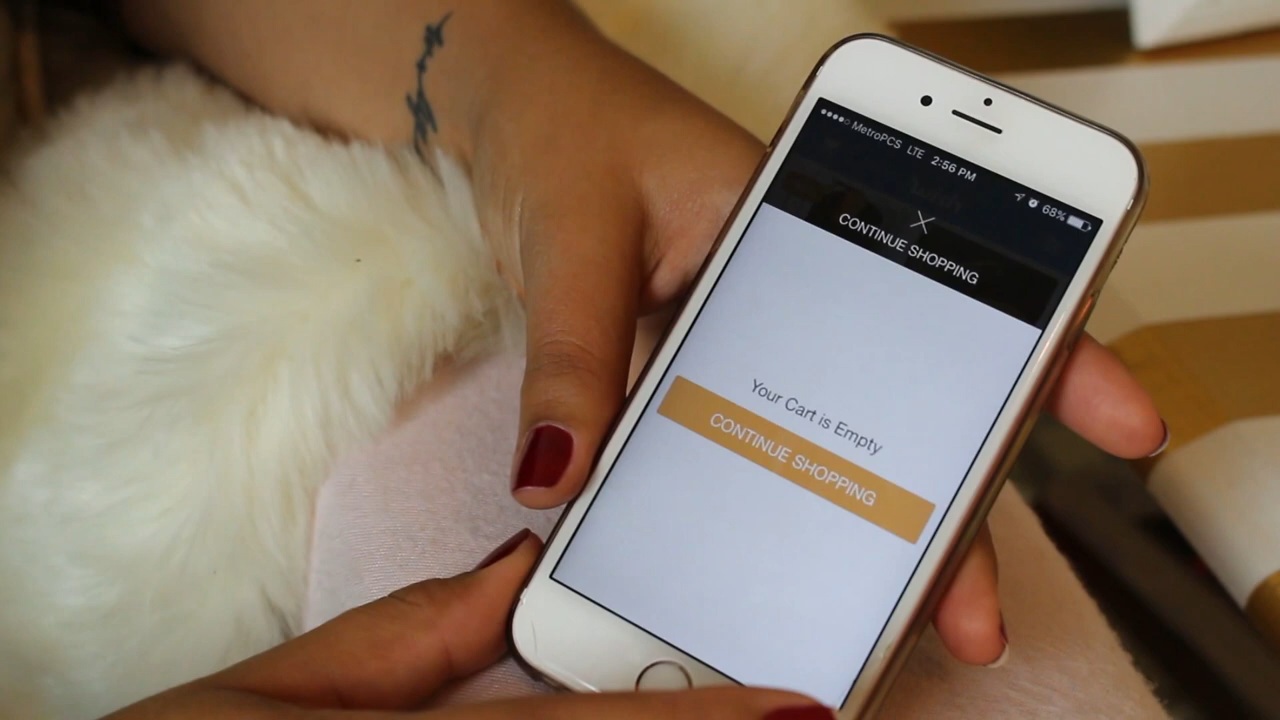 MetroPCS LTE 2:56 PM 68%
CONTINUE SHOPPING
Your Cart is Empty
CONTINUE SHOPPING